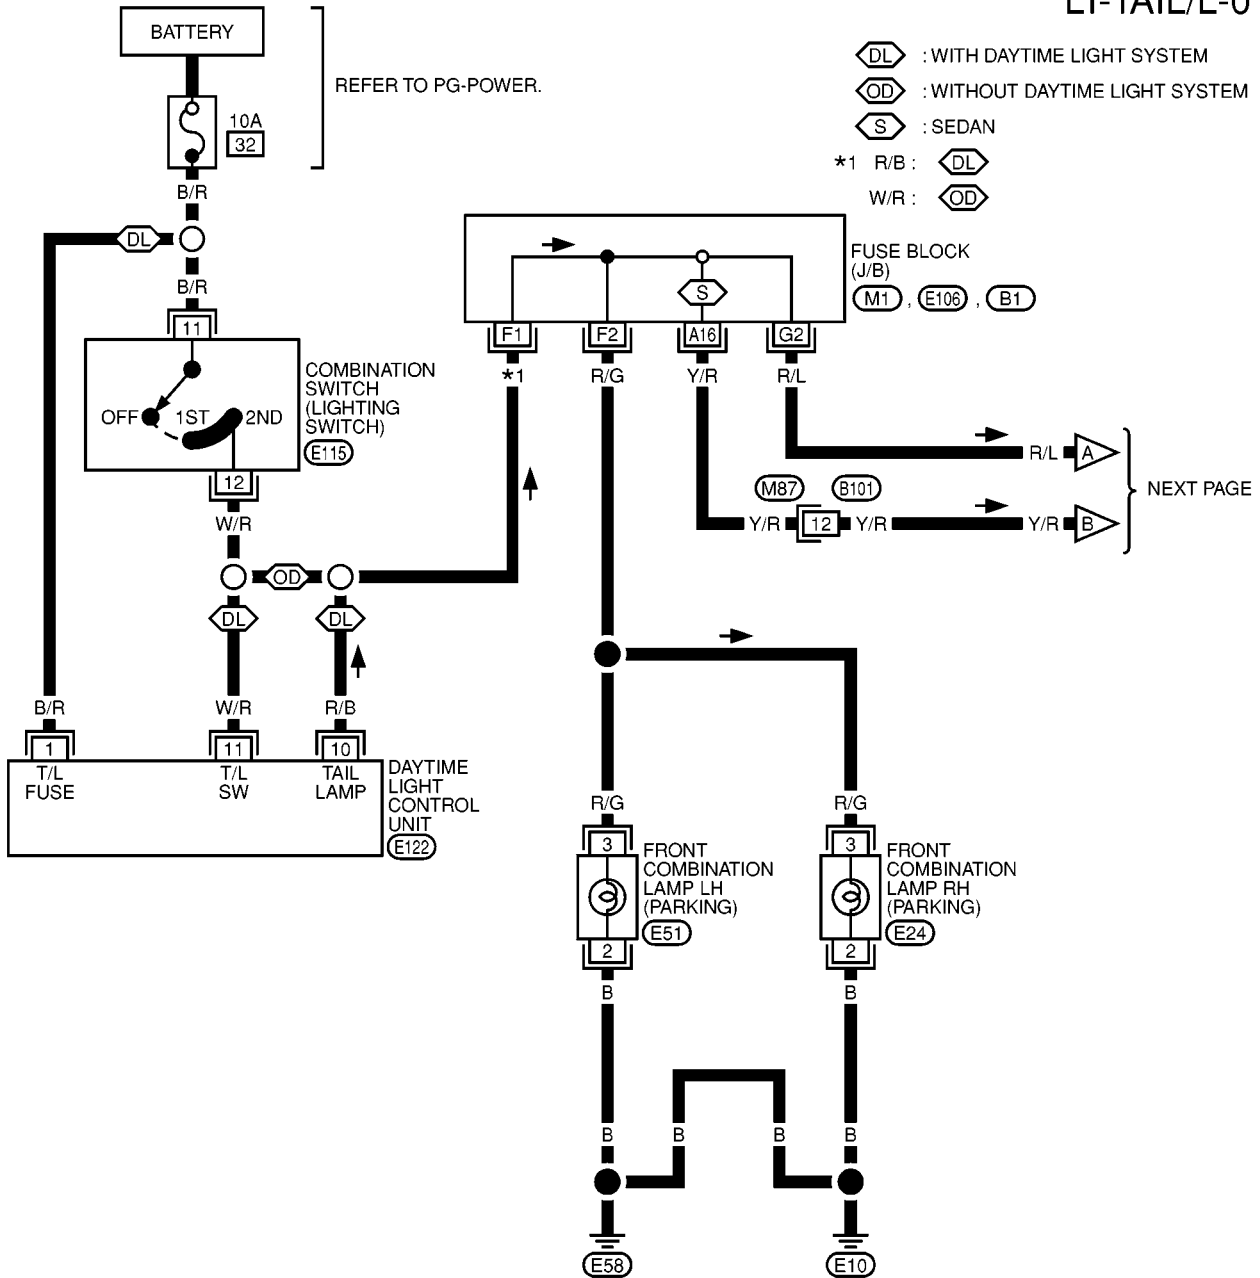 BATTERY
REFER TO PG-POWER.
10A
32
B/R
DL
B/R
11
COMBINATION
SWITCH
(LIGHTING
SWITCH)
E115
OFF
1ST
2ND
12
W/R
OD
DL
DL
B/R
W/R
R/B
1
11
10
T/L
FUSE
T/L
SW
TAIL
LAMP
DAYTIME
LIGHT
CONTROL
UNIT
E122
DL : WITH DAYTIME LIGHT SYSTEM
OD : WITHOUT DAYTIME LIGHT SYSTEM
S : SEDAN
*1 R/B : DL
W/R : OD
FUSE BLOCK
(J/B)
M1 , E106 , B1
S
F1
F2
A16
G2
*1
R/G
Y/R
R/L
R/L
A
M87
B101
Y/R
12
Y/R
Y/R
B
NEXT PAGE
R/G
R/G
3
3
FRONT
COMBINATION
LAMP LH
(PARKING)
E51
FRONT
COMBINATION
LAMP RH
(PARKING)
E24
2
2
B
B
B
B
B
B
E58
E10